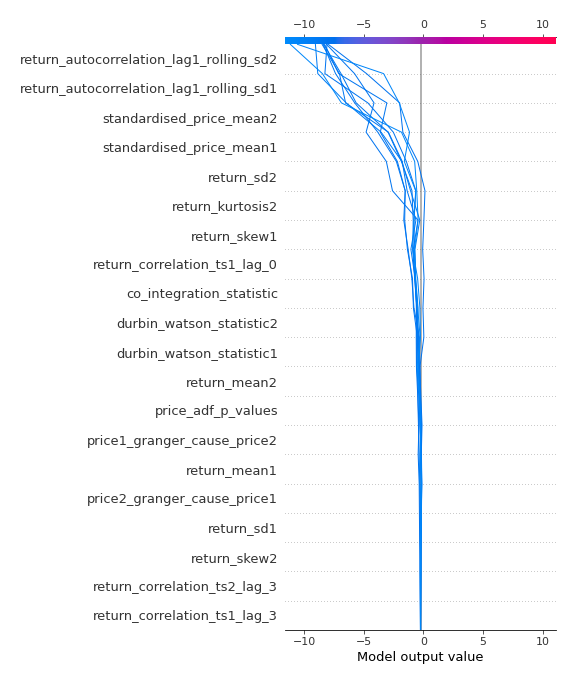 −10 −5 0 5 10
return_autocorrelation_lag1_rolling_sd2
return_autocorrelation_lag1_rolling_sd1
standardised_price_mean2
standardised_price_mean1
return_sd2
return_kurtosis2
return_skew1
return_correlation_ts1_lag_0
co_integration_statistic
durbin_watson_statistic2
durbin_watson_statistic1
return_mean2
price_adf_p_values
price1_granger_cause_price2
return_mean1
price2_granger_cause_price1
return_sd1
return_skew2
return_correlation_ts2_lag_3
return_correlation_ts1_lag_3
−10 −5 0 5 10
Model output value